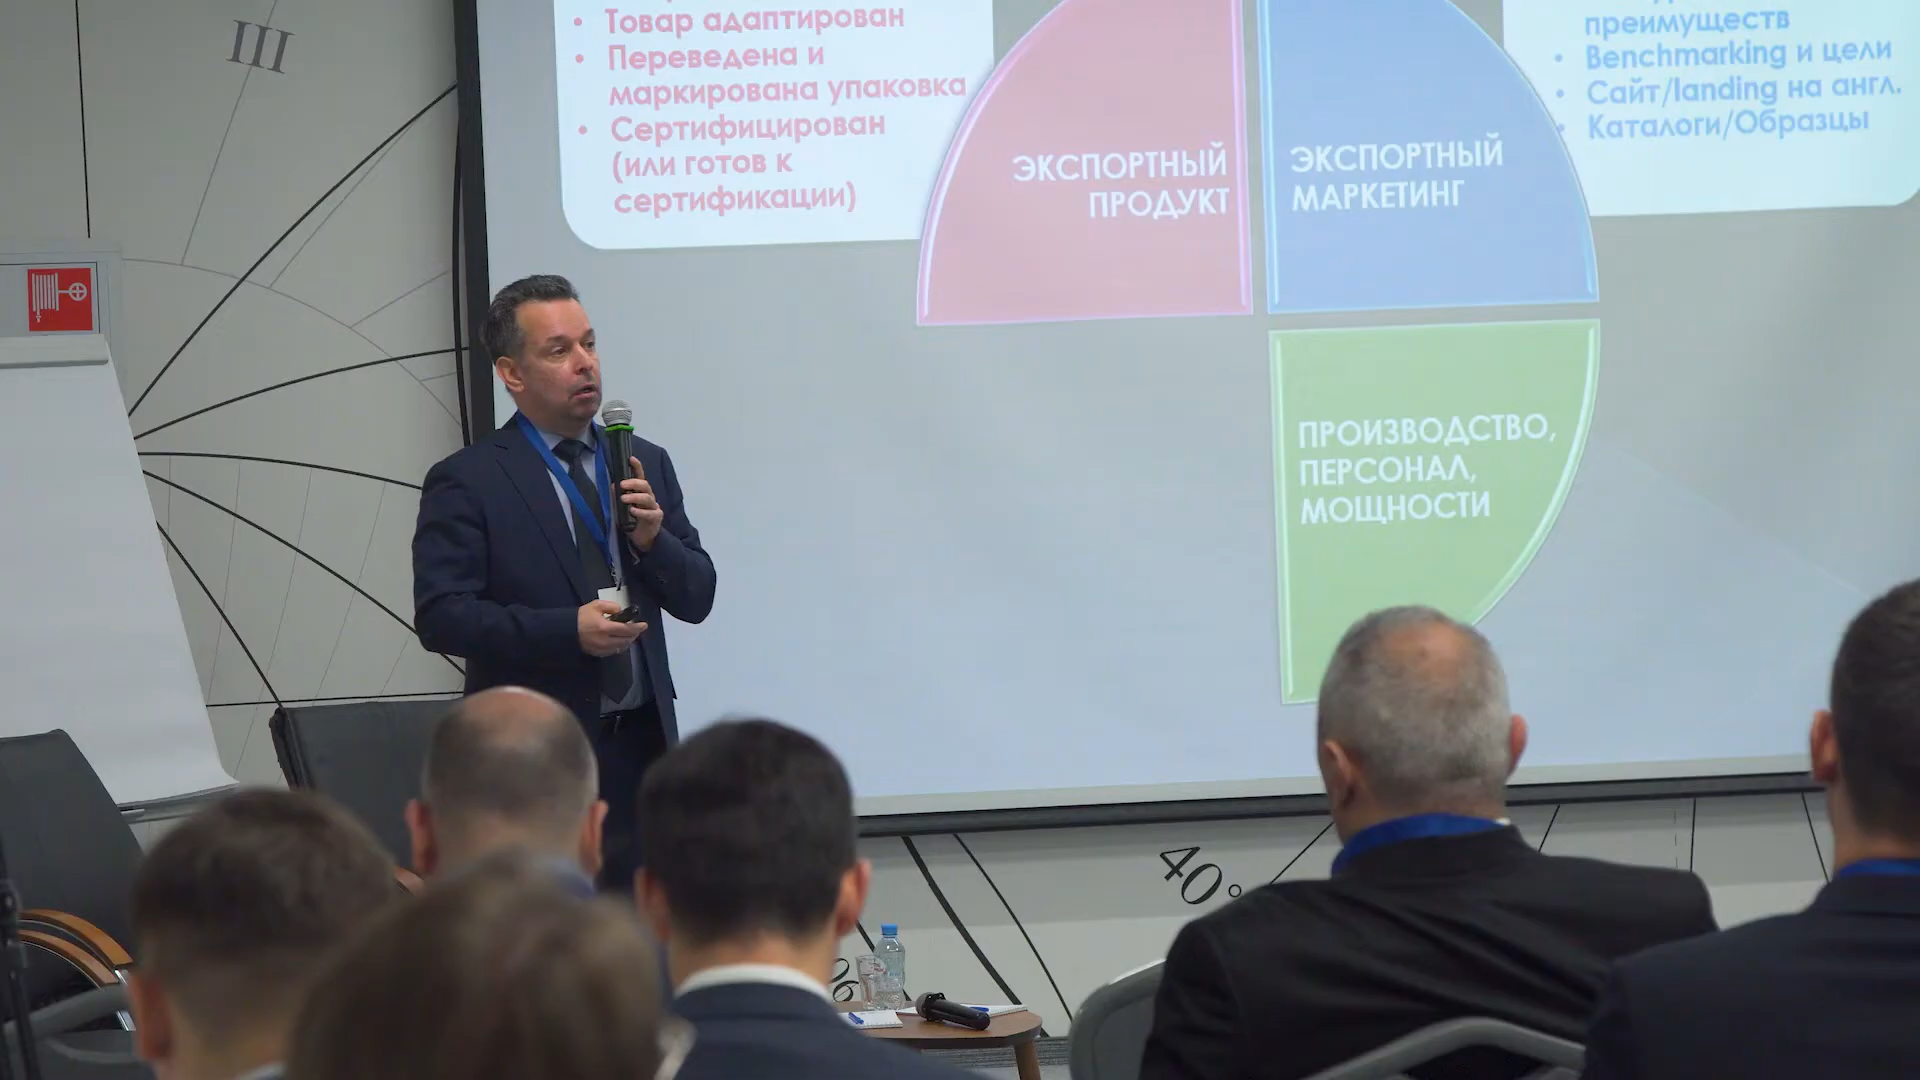 III
• Товар адаптирован
• Переведена и
маркирована упаковка
• Сертифицирован
(или готов к
сертификации)
ЭКСПОРТНЫЙ
ПРОДУКТ
ЭКСПОРТНЫЙ
МАРКЕТИНГ
преимуществ
• Benchmarking и цели
• Сайт/landing на англ.
• Каталоги/Образцы
ПРОИЗВОДСТВО,
ПЕРСОНАЛ,
МОЩНОСТИ
40°